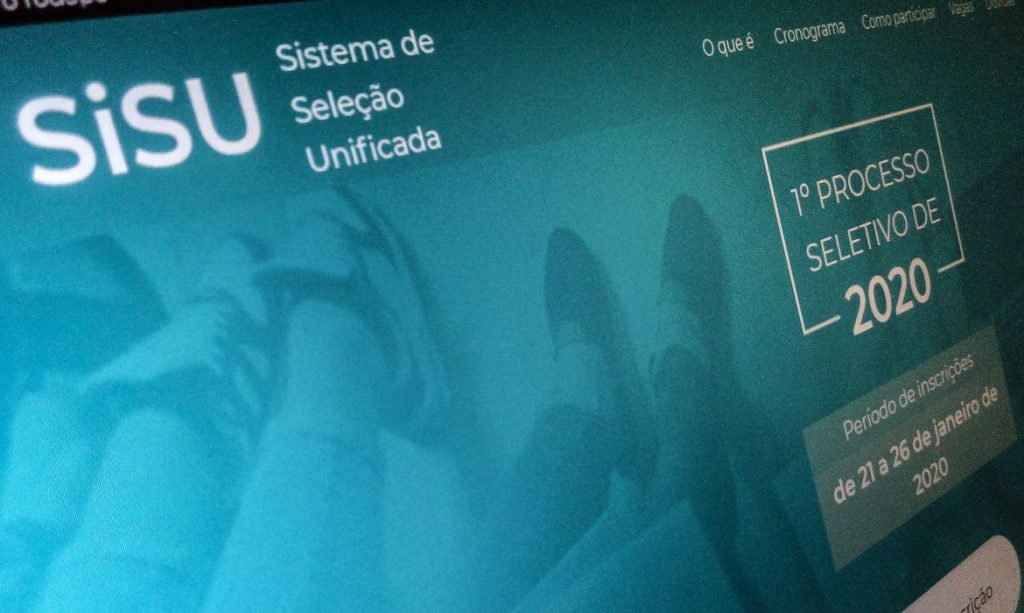 SiSU
Sistema de
Seleção
Unificada
O que é Cronograma Como participar Vagas
1º PROCESSO
SELETIVO DE
2020
Período de inscrições
de 21 a 26 de janeiro de
2020